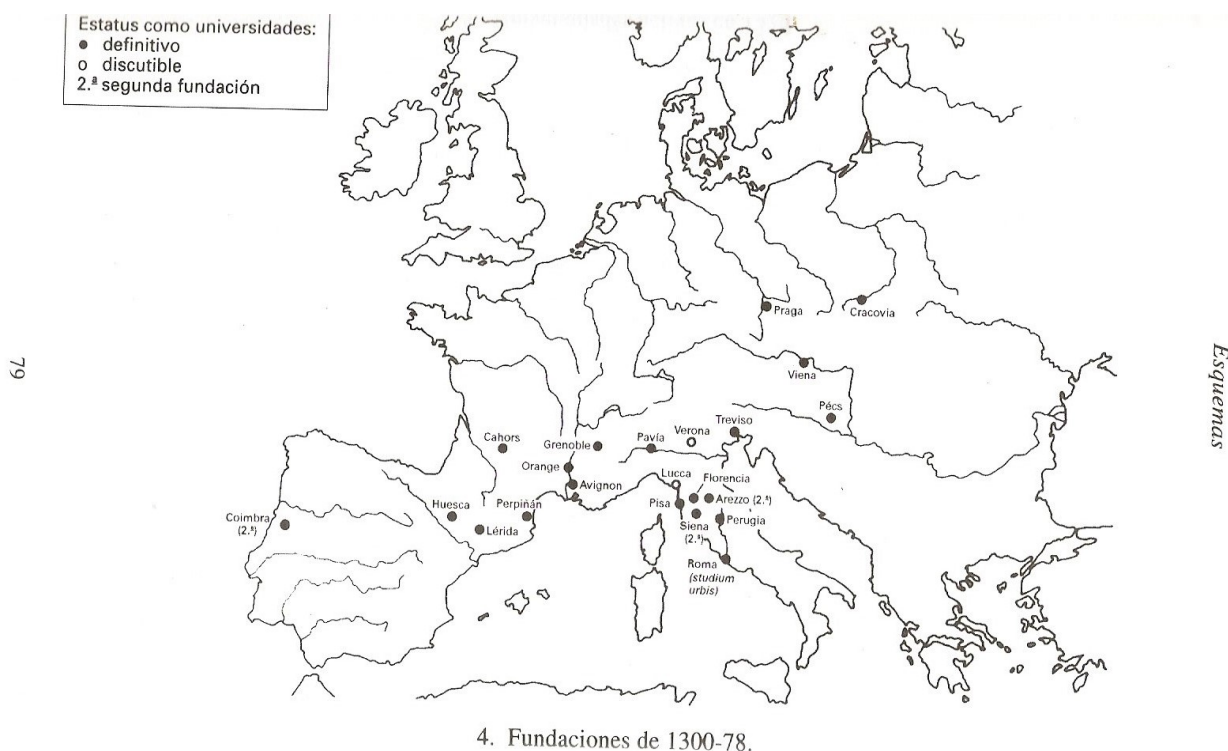 Estatus como universidades:
● definitivo
o discutible
2.ª segunda fundación
79
Esquemas
Praga
Cracovia
Viena
Pécs
Treviso
Verona
Pavía
Grenoble
Cahors
Orange
Avignon
Lucca
Florencia
Pisa
Arezzo (2.ª)
Siena
(2.ª)
Perugia
Huesca
Perpiñán
Lérida
Coimbra
(2.ª)
Roma
(studium
urbis)
4. Fundaciones de 1300-78.